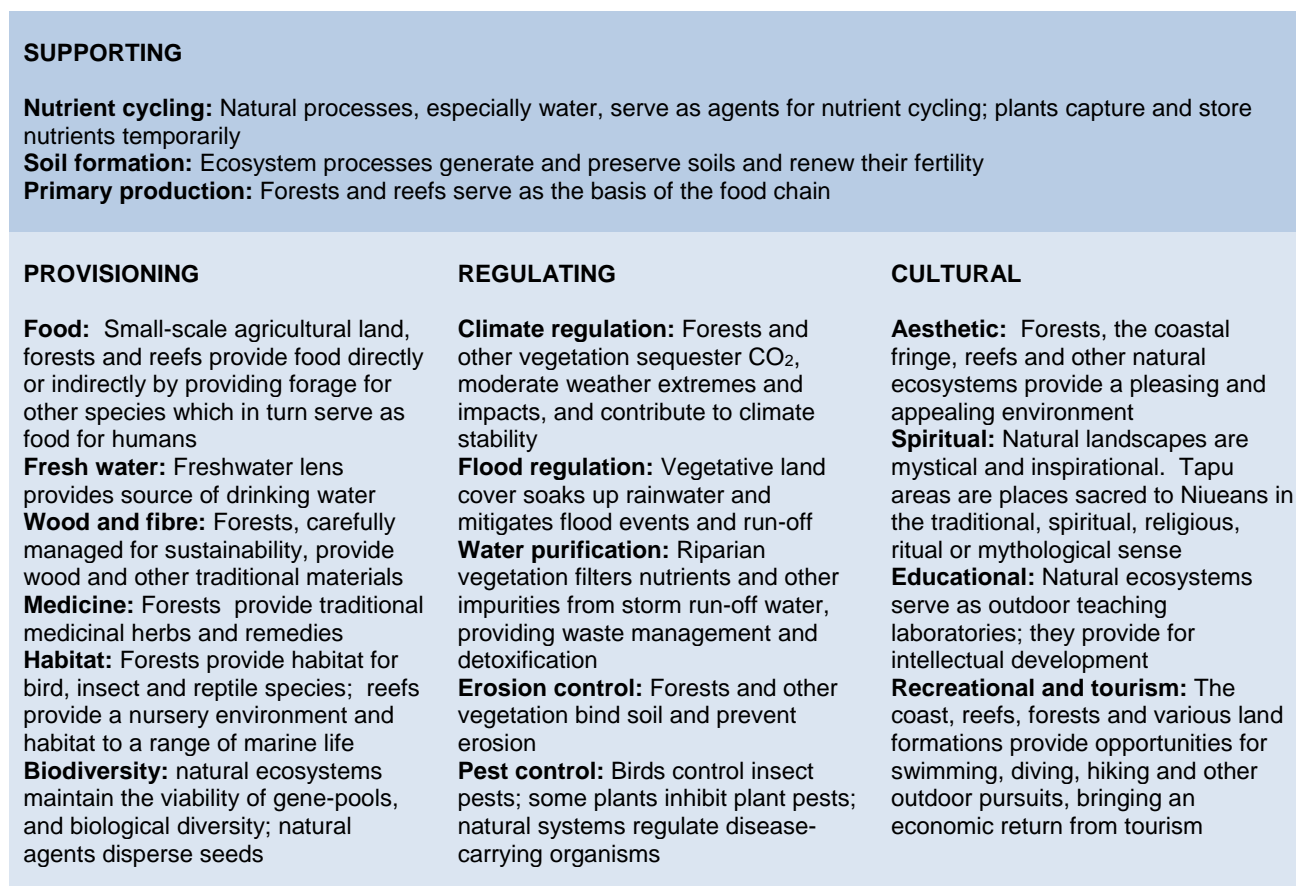 SUPPORTING
Nutrient cycling: Natural processes, especially water, serve as agents for nutrient cycling; plants capture and store
nutrients temporarily
Soil formation: Ecosystem processes generate and preserve soils and renew their fertility
Primary production: Forests and reefs serve as the basis of the food chain
PROVISIONING
Food: Small-scale agricultural land,
forests and reefs provide food directly
or indirectly by providing forage for
other species which in turn serve as
food for humans
Fresh water: Freshwater lens
provides source of drinking water
Wood and fibre: Forests, carefully
managed for sustainability, provide
wood and other traditional materials
Medicine: Forests provide traditional
medicinal herbs and remedies
Habitat: Forests provide habitat for
bird, insect and reptile species; reefs
provide a nursery environment and
habitat to a range of marine life
Biodiversity: natural ecosystems
maintain the viability of gene-pools,
and biological diversity; natural
agents disperse seeds
REGULATING
Climate regulation: Forests and
other vegetation sequester CO₂,
moderate weather extremes and
impacts, and contribute to climate
stability
Flood regulation: Vegetative land
cover soaks up rainwater and
mitigates flood events and run-off
Water purification: Riparian
vegetation filters nutrients and other
impurities from storm run-off water,
providing waste management and
detoxification
Erosion control: Forests and other
vegetation bind soil and prevent
erosion
Pest control: Birds control insect
pests; some plants inhibit plant pests;
natural systems regulate disease-
carrying organisms
CULTURAL
Aesthetic: Forests, the coastal
fringe, reefs and other natural
ecosystems provide a pleasing and
appealing environment
Spiritual: Natural landscapes are
mystical and inspirational. Tapu
areas are places sacred to Niueans in
the traditional, spiritual, religious,
ritual or mythological sense
Educational: Natural ecosystems
serve as outdoor teaching
laboratories; they provide for
intellectual development
Recreational and tourism: The
coast, reefs, forests and various land
formations provide opportunities for
swimming, diving, hiking and other
outdoor pursuits, bringing an
economic return from tourism